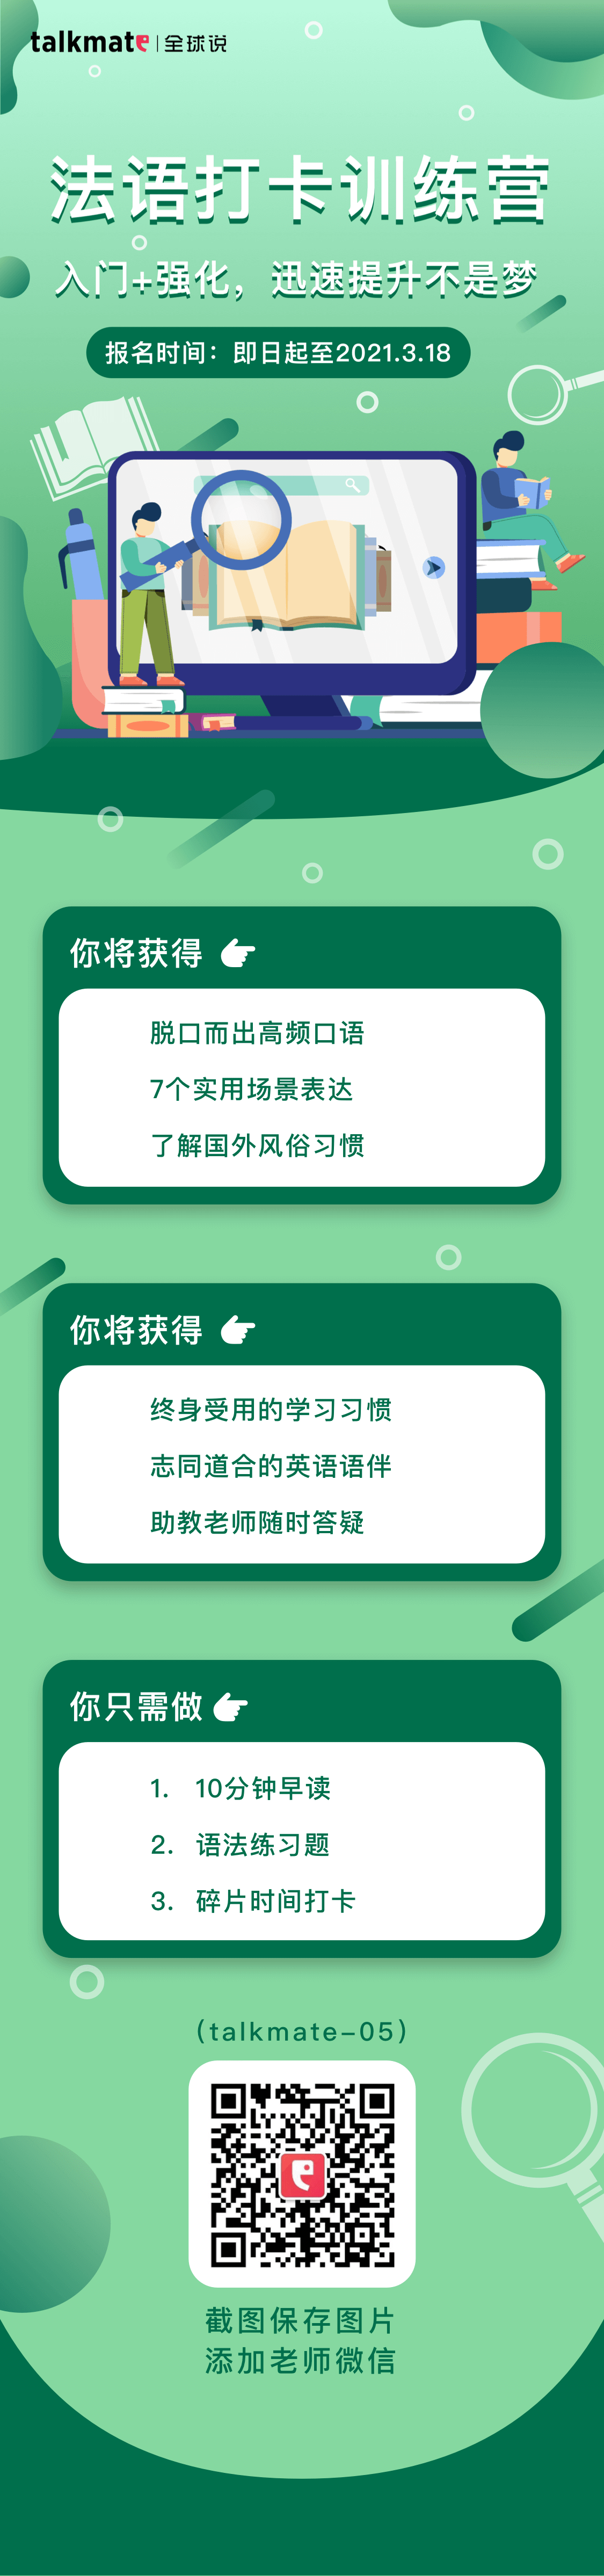 talkmate|全球说
法语打卡训练营
入门+强化，迅速提升不是梦
报名时间：即日起至2021.3.18
你将获得
脱口而出高频口语
7个实用场景表达
了解国外风俗习惯
你将获得
终身受用的学习习惯
志同道合的英语语伴
助教老师随时答疑
你只需做
1. 10分钟早读
2. 语法练习题
3. 碎片时间打卡
(talkmate-05)
截图保存图片
添加老师微信